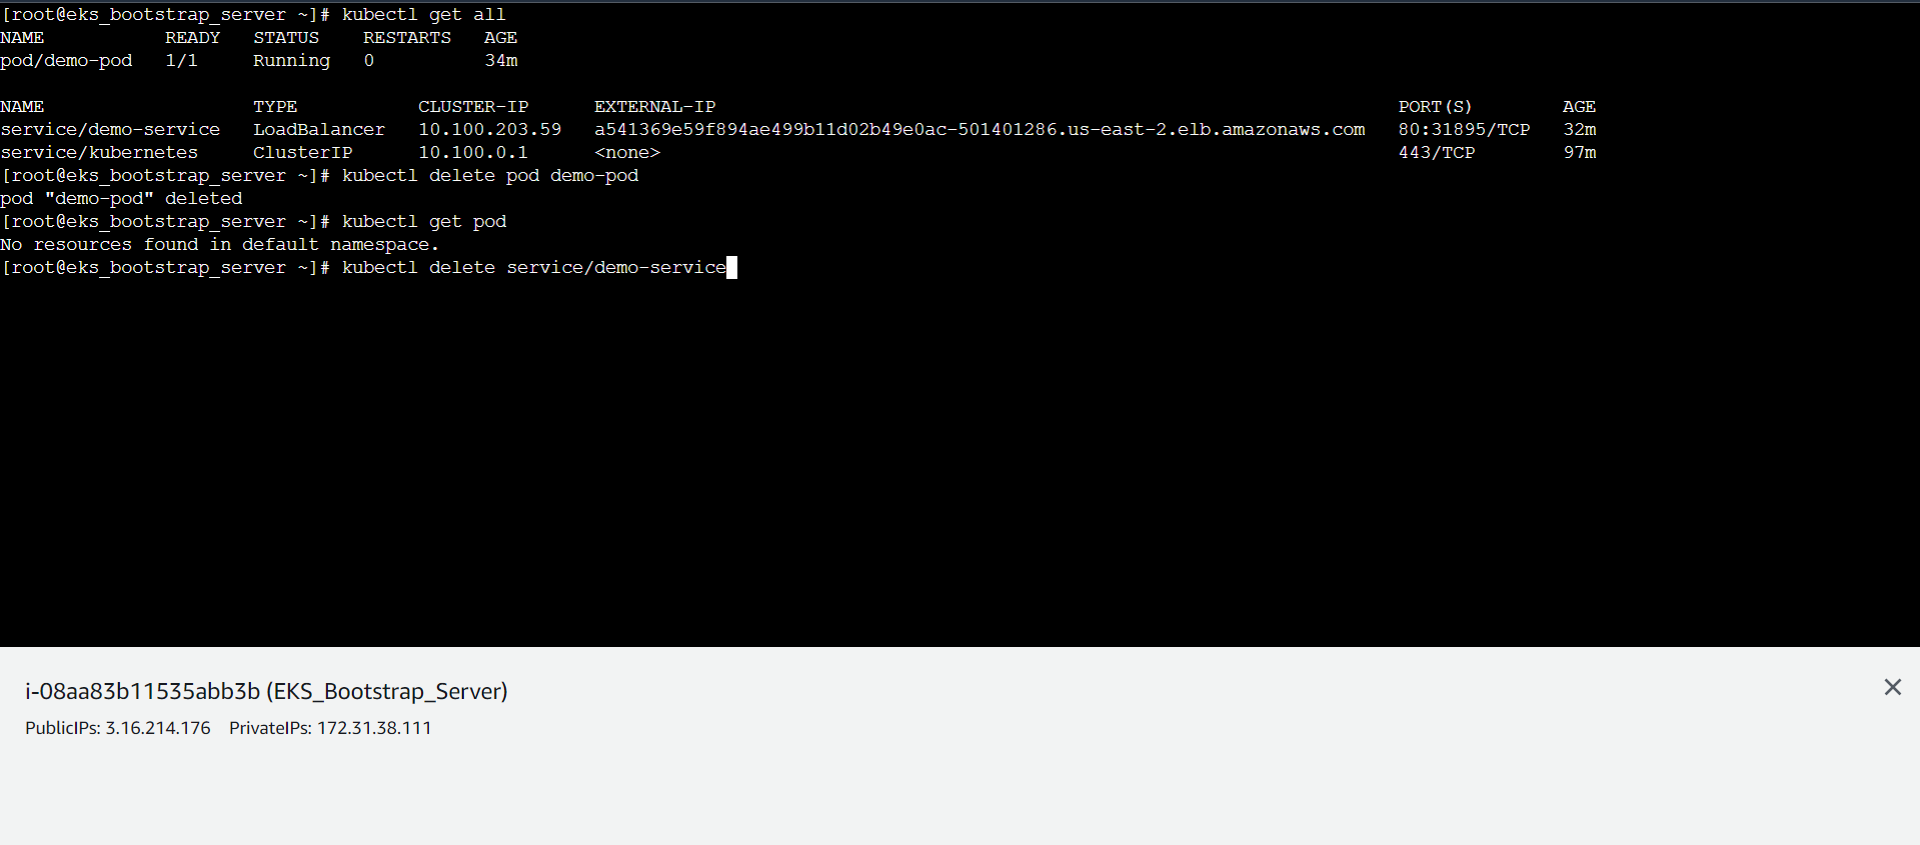 [root@eks_bootstrap_server ~]# kubectl get all
NAME           READY   STATUS    RESTARTS   AGE
pod/demo-pod   1/1     Running   0          34m
NAME                   TYPE           CLUSTER-IP      EXTERNAL-IP                                                              PORT(S)        AGE
service/demo-service   LoadBalancer   10.100.203.59   a541369e59f894ae499b11d02b49e0ac-501401286.us-east-2.elb.amazonaws.com   80:31895/TCP   32m
service/kubernetes     ClusterIP      10.100.0.1      <none>                                                                   443/TCP        97m
[root@eks_bootstrap_server ~]# kubectl delete pod demo-pod
pod "demo-pod" deleted
[root@eks_bootstrap_server ~]# kubectl get pod
No resources found in default namespace.
[root@eks_bootstrap_server ~]# kubectl delete service/demo-service
i-08aa83b11535abb3b (EKS_Bootstrap_Server)
PublicIPs: 3.16.214.176    PrivateIPs: 172.31.38.111